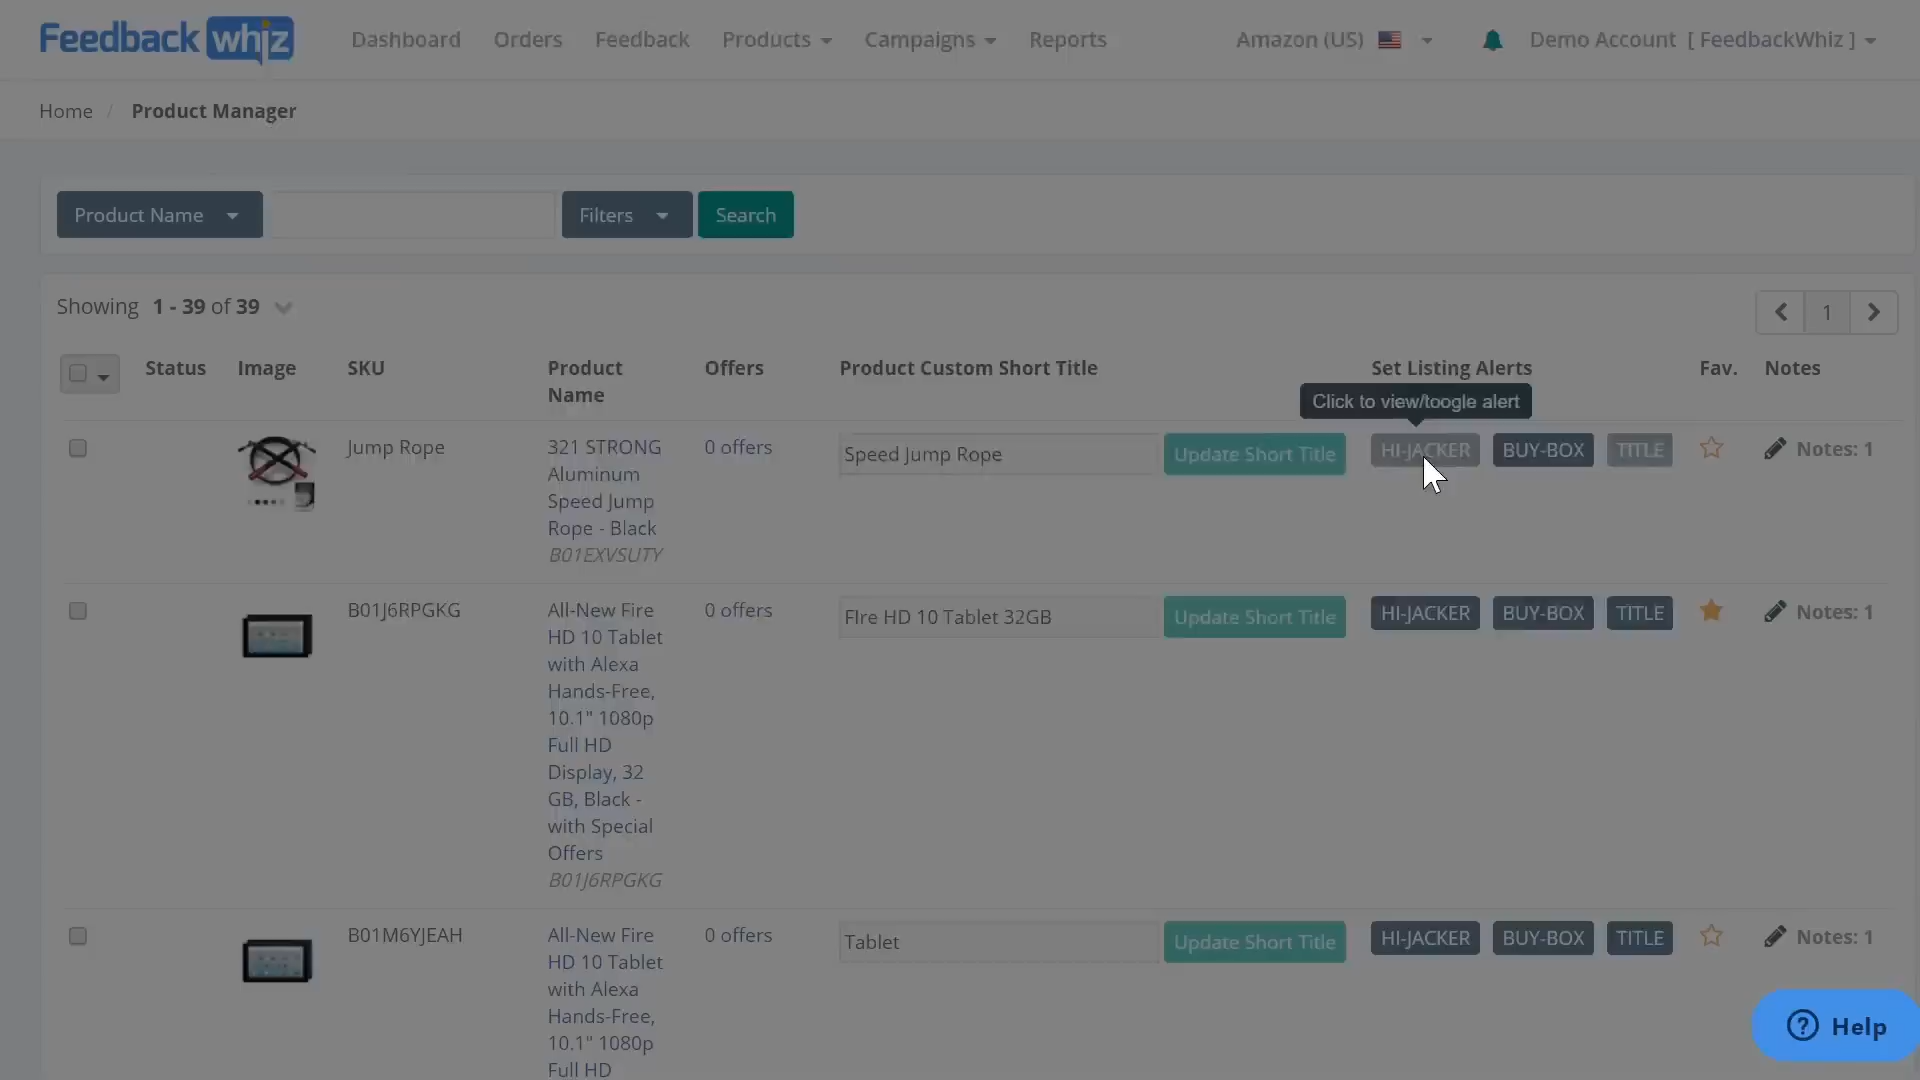 Feedback whiz Dashboard Orders Feedback Products Campaigns Reports Amazon (US) Demo Account [ FeedbackWhiz ]
Home / Product Manager
Product Name Filters Search
Showing 1 - 39 of 39
1
Status Image SKU Product Name Offers Product Custom Short Title Set Listing Alerts Fav. Notes
Click to view/toogle alert
Jump Rope 321 STRONG 0 offers Speed Jump Rope Update Short Title HI-JACKER BUY-BOX TITLE Notes: 1
Aluminum
Speed Jump
Rope - Black
B01EXVSUTY
B01J6RPGKG All-New Fire 0 offers FIre HD 10 Tablet 32GB Update Short Title HI-JACKER BUY-BOX TITLE Notes: 1
HD 10 Tablet
with Alexa
Hands-Free,
10.1" 1080p
Full HD
Display, 32
GB, Black -
with Special
Offers
B01J6RPGKG
B01M6YJEAH All-New Fire 0 offers Tablet Update Short Title HI-JACKER BUY-BOX TITLE Notes: 1
HD 10 Tablet
with Alexa
Hands-Free,
10.1" 1080p
Full HD
Help